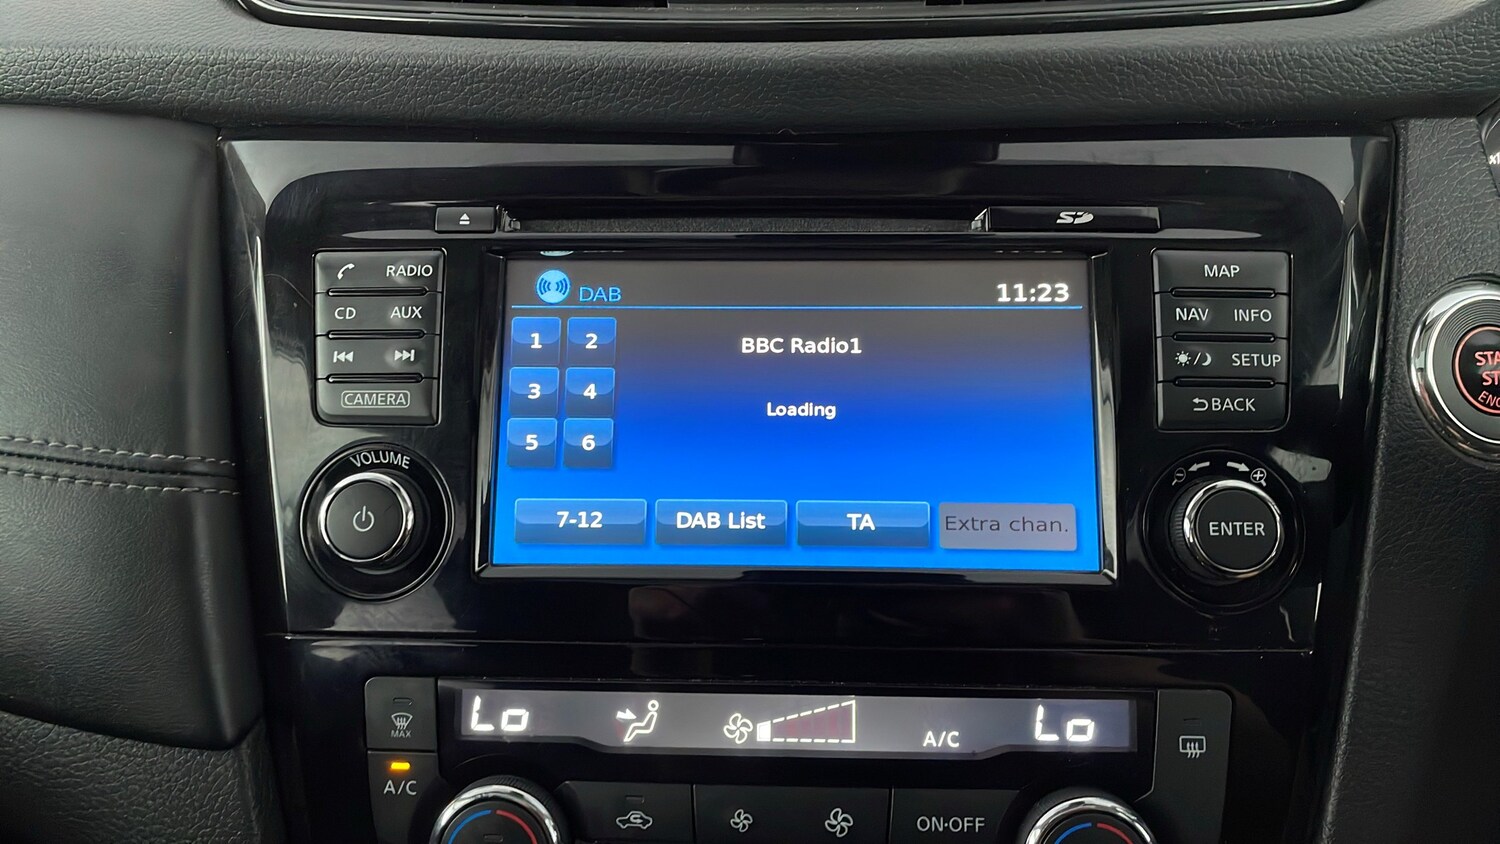 SD
RADIO
CD AUX
CAMERA
VOLUME
DAB
11:23
1 2
3 4
5 6
BBC Radio1
Loading
7-12 DAB List TA Extra chan.
MAP
NAV INFO
SETUP
BACK
ENTER
Lo A/C Lo
MAX
A/C
ON·OFF